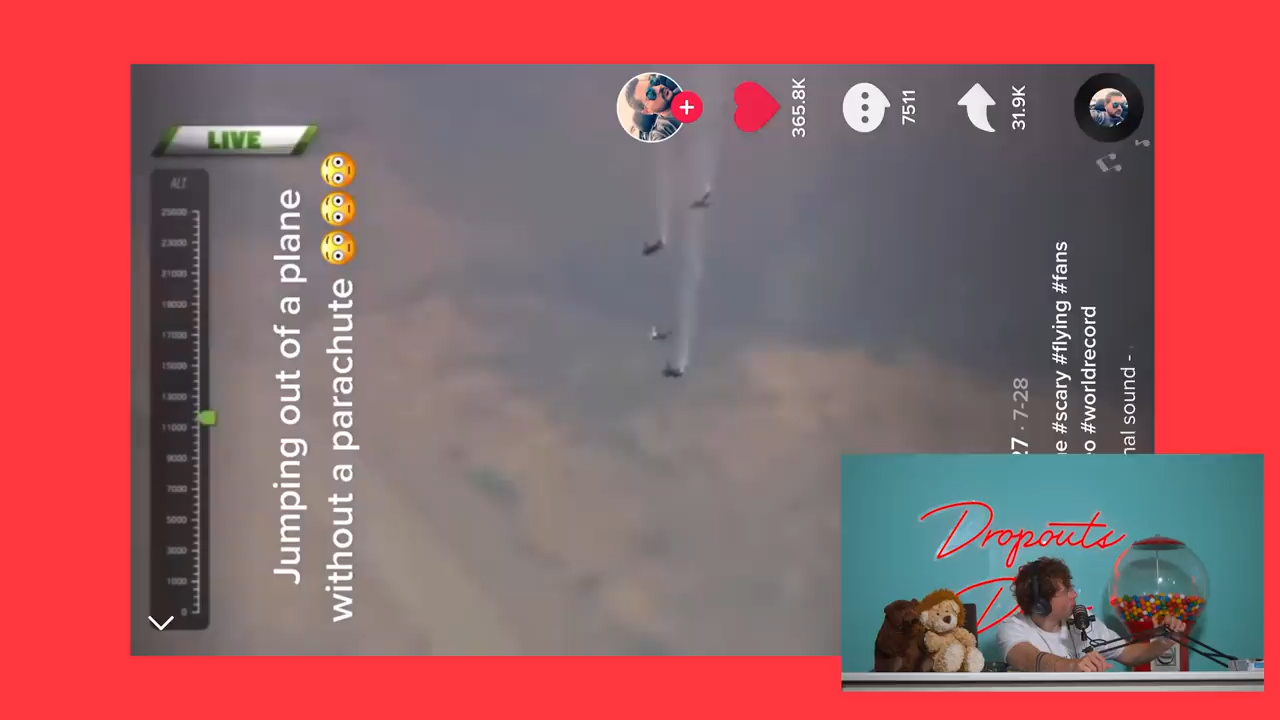 LIVE
ALT
25000
23000
21000
19000
17000
15000
13000
11000
9000
7000
5000
3000
1000
0
Jumping out of a plane
without a parachute 😳😳😳
365.8K
7511
31.9K
27 · 7-28
#scary #flying #fans
#worldrecord
nal sound -
Dropouts
D